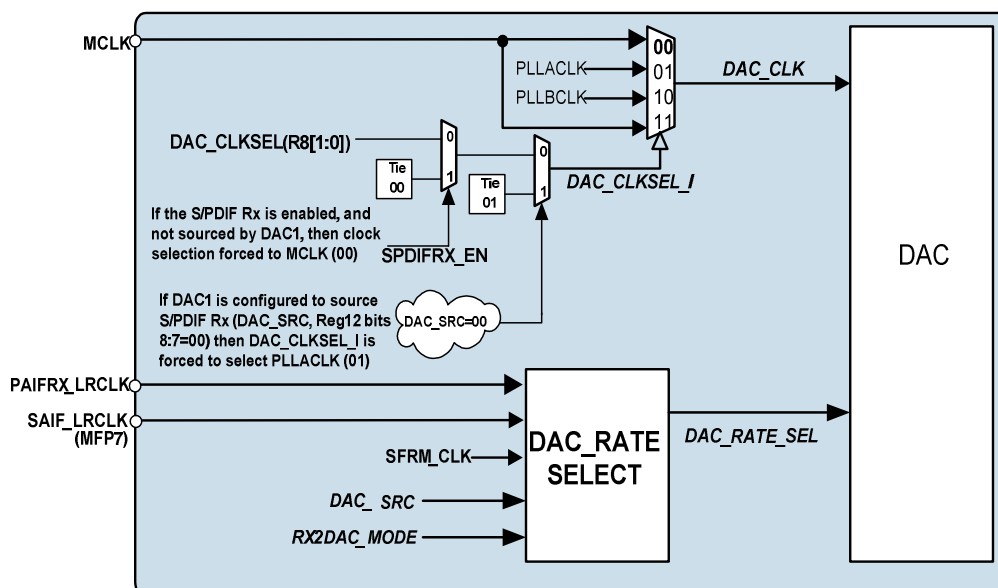 MCLK
00
PLLACLK
01
DAC_CLK
PLLBCLK
10
11
DAC_CLKSEL(R8[1:0])
0
0
Tie
00
1
Tie
01
1
DAC_CLKSEL_I
DAC
If the S/PDIF Rx is enabled, and
not sourced by DAC1, then clock
selection forced to MCLK (00)
SPDIFRX_EN
If DAC1 is configured to source
S/PDIF Rx (DAC_SRC, Reg12 bits
8:7=00) then DAC_CLKSEL_I is
forced to select PLLACLK (01)
DAC_SRC=00
PAIFRX_LRCLK
SAIF_LRCLK
(MFP7)
SFRM_CLK
DAC_ SRC
RX2DAC_MODE
DAC_RATE
SELECT
DAC_RATE_SEL